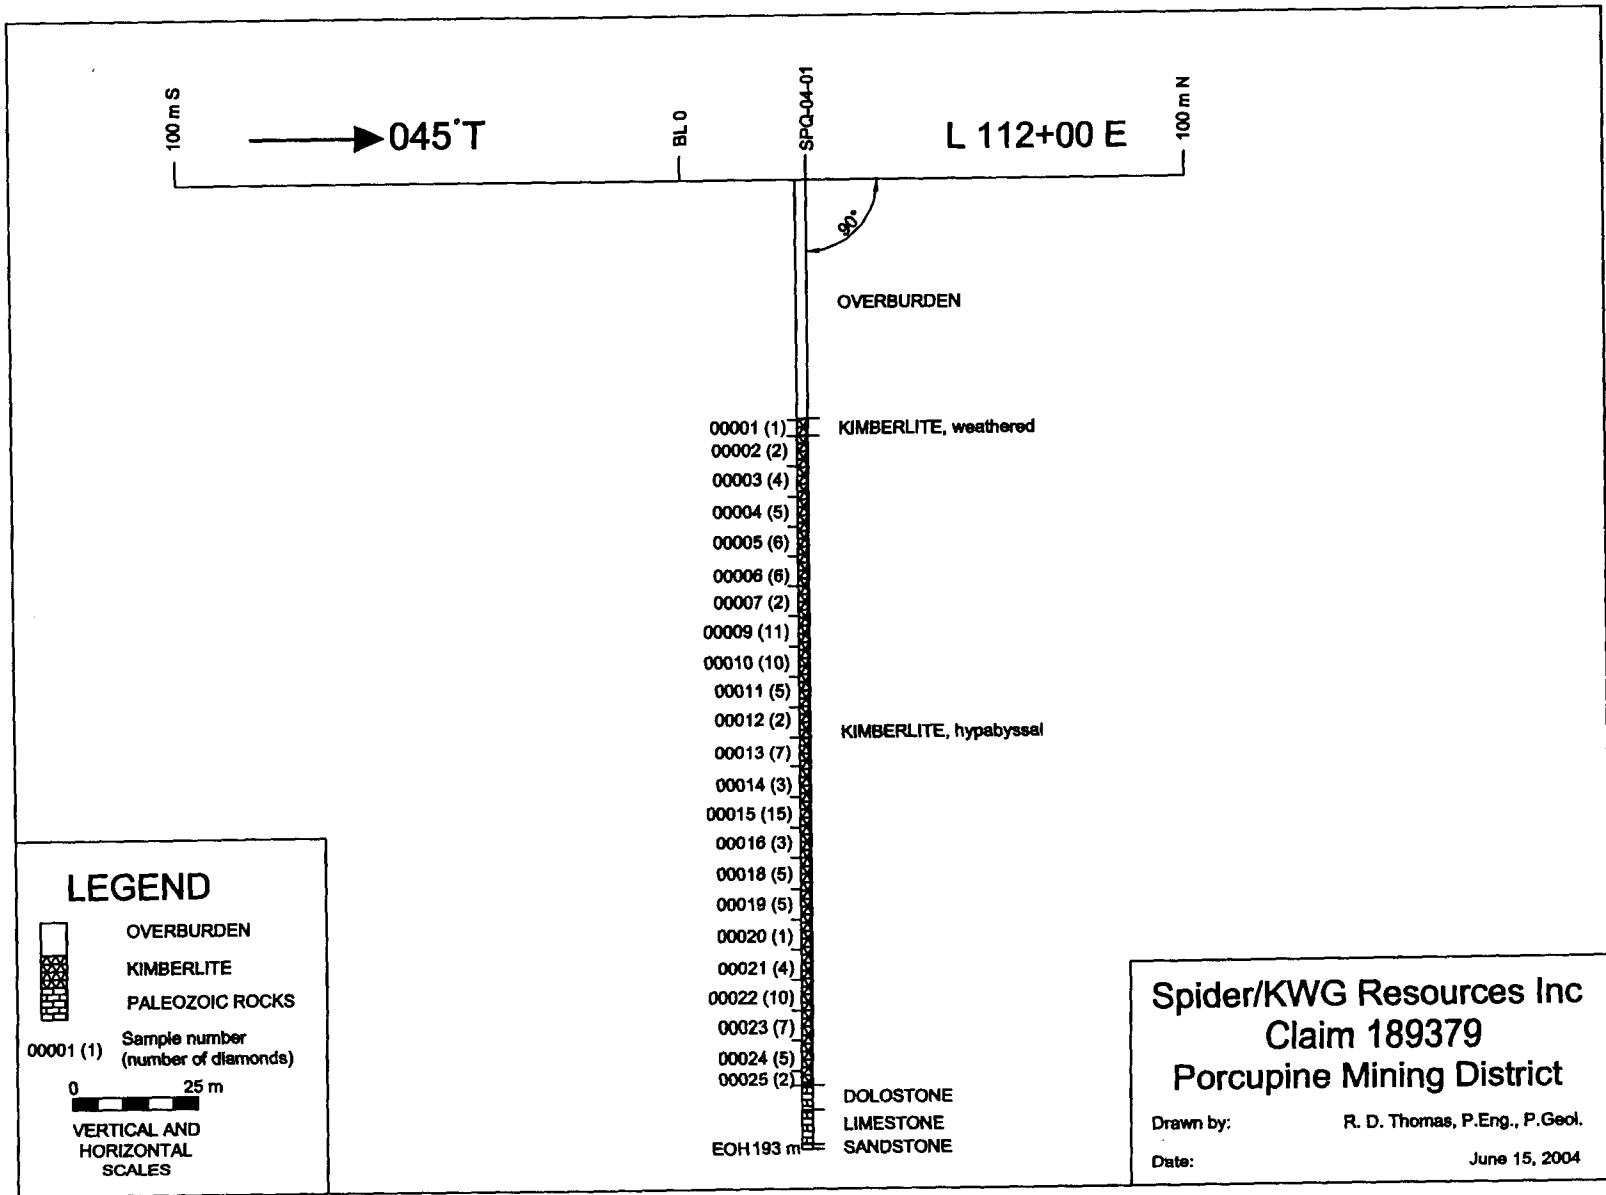 100 m S
045°T
BL 0
SPQ-04-01
L 112+00 E
100 m N
90°
OVERBURDEN
00001 (1)
KIMBERLITE, weathered
00002 (2)
00003 (4)
00004 (5)
00005 (6)
00006 (6)
00007 (2)
00009 (11)
00010 (10)
00011 (5)
00012 (2)
KIMBERLITE, hypabyssal
00013 (7)
00014 (3)
00015 (15)
00016 (3)
00018 (5)
00019 (5)
00020 (1)
00021 (4)
00022 (10)
00023 (7)
00024 (5)
00025 (2)
DOLOSTONE
LIMESTONE
EOH 193 m
SANDSTONE
LEGEND
OVERBURDEN
KIMBERLITE
PALEOZOIC ROCKS
00001 (1)
Sample number
(number of diamonds)
0 25 m
VERTICAL AND
HORIZONTAL
SCALES
Spider/KWG Resources Inc
Claim 189379
Porcupine Mining District
Drawn by: R. D. Thomas, P.Eng., P.Geol.
Date: June 15, 2004